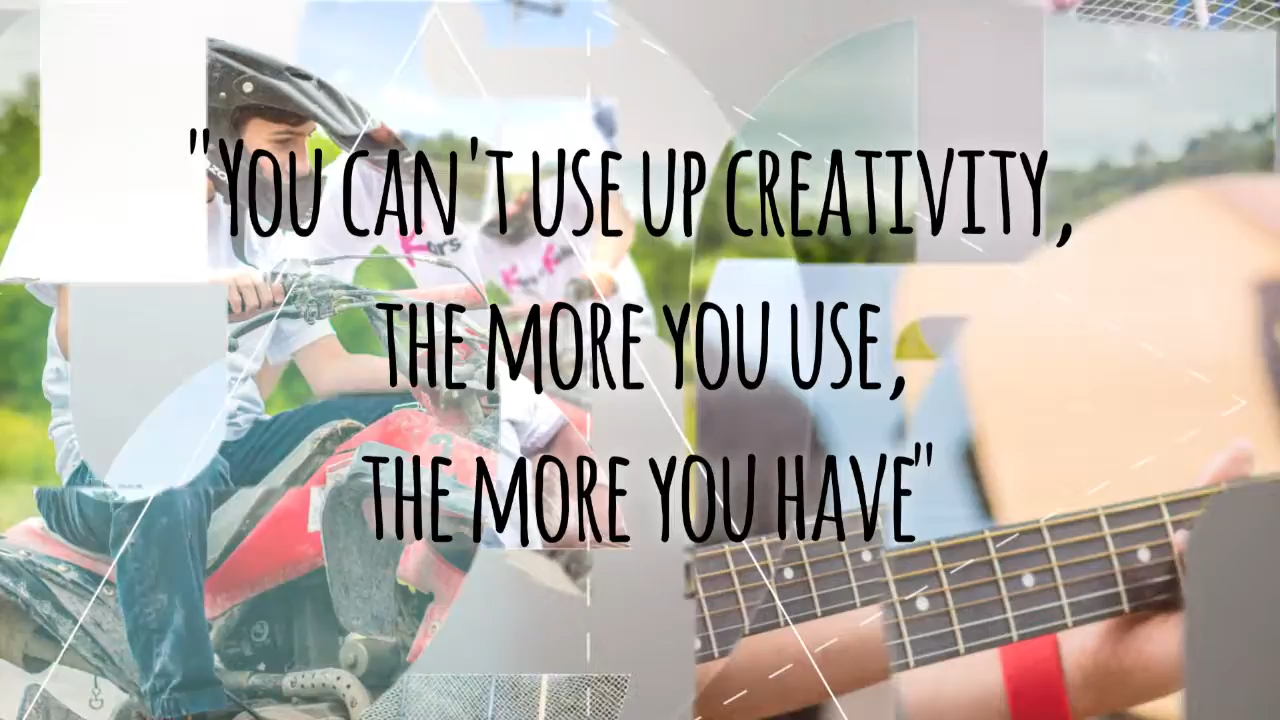 "YOU CAN'T USE UP CREATIVITY,
THE MORE YOU USE,
THE MORE YOU HAVE"